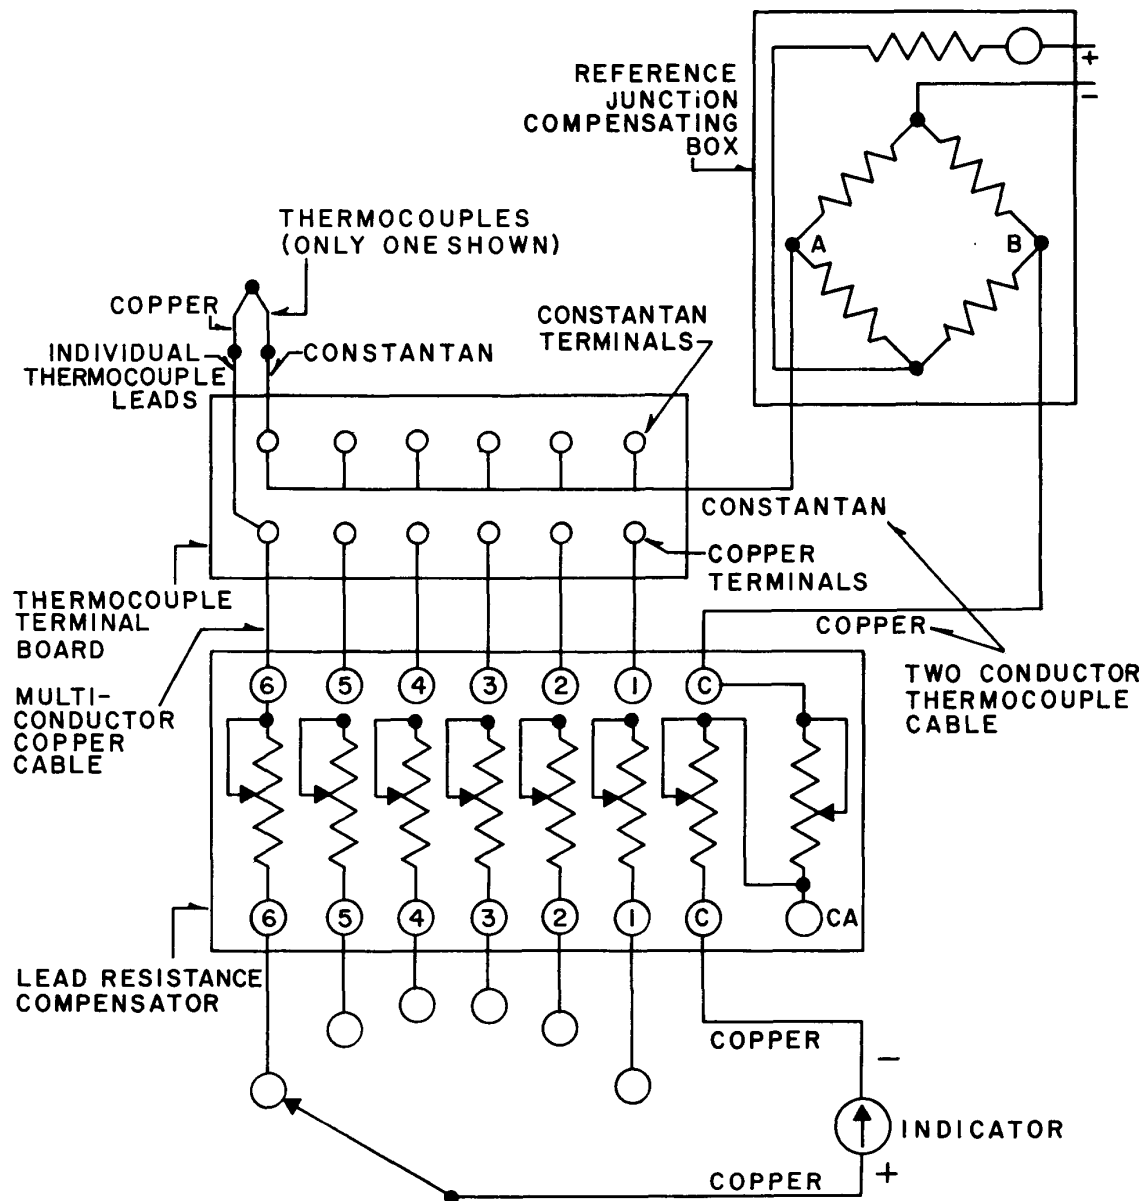 REFERENCE
JUNCTiON
COMPENSATING
BOX
+
-
A
B
THERMOCOUPLES
(ONLY ONE SHOWN)
COPPER
INDIVIDUAL
THERMOCOUPLE
LEADS
CONSTANTAN
CONSTANTAN
TERMINALS
CONSTANTAN
COPPER
TERMINALS
THERMOCOUPLE
TERMINAL
BOARD
COPPER
TWO CONDUCTOR
THERMOCOUPLE
CABLE
MULTI-
CONDUCTOR
COPPER
CABLE
6 5 4 3 2 1 C
6 5 4 3 2 1 C CA
LEAD RESISTANCE
COMPENSATOR
COPPER
-
INDICATOR
+
COPPER